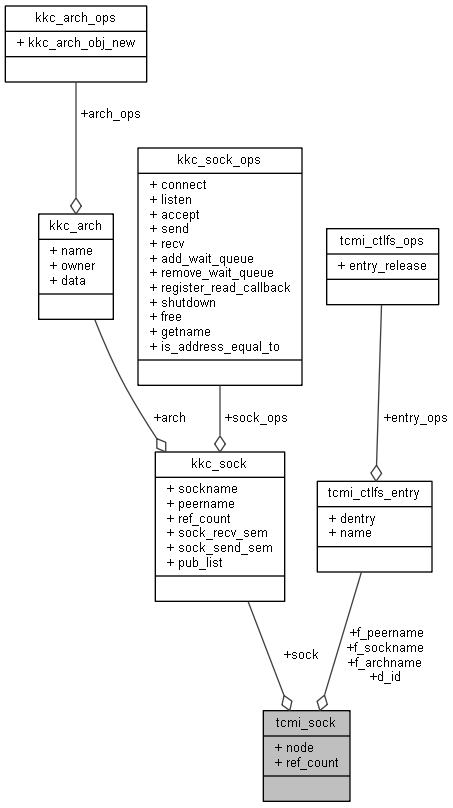 kkc_arch_ops
+ kkc_arch_obj_new
+arch_ops
kkc_sock_ops
+ connect
+ listen
+ accept
+ send
+ recv
+ add_wait_queue
+ remove_wait_queue
+ register_read_callback
+ shutdown
+ free
+ getname
+ is_address_equal_to
kkc_arch
+ name
+ owner
+ data
tcmi_ctlfs_ops
+ entry_release
+arch
+sock_ops
+entry_ops
kkc_sock
+ sockname
+ peername
+ ref_count
+ sock_recv_sem
+ sock_send_sem
+ pub_list
tcmi_ctlfs_entry
+ dentry
+ name
+sock
+f_peername
+f_sockname
+f_archname
+d_id
tcmi_sock
+ node
+ ref_count